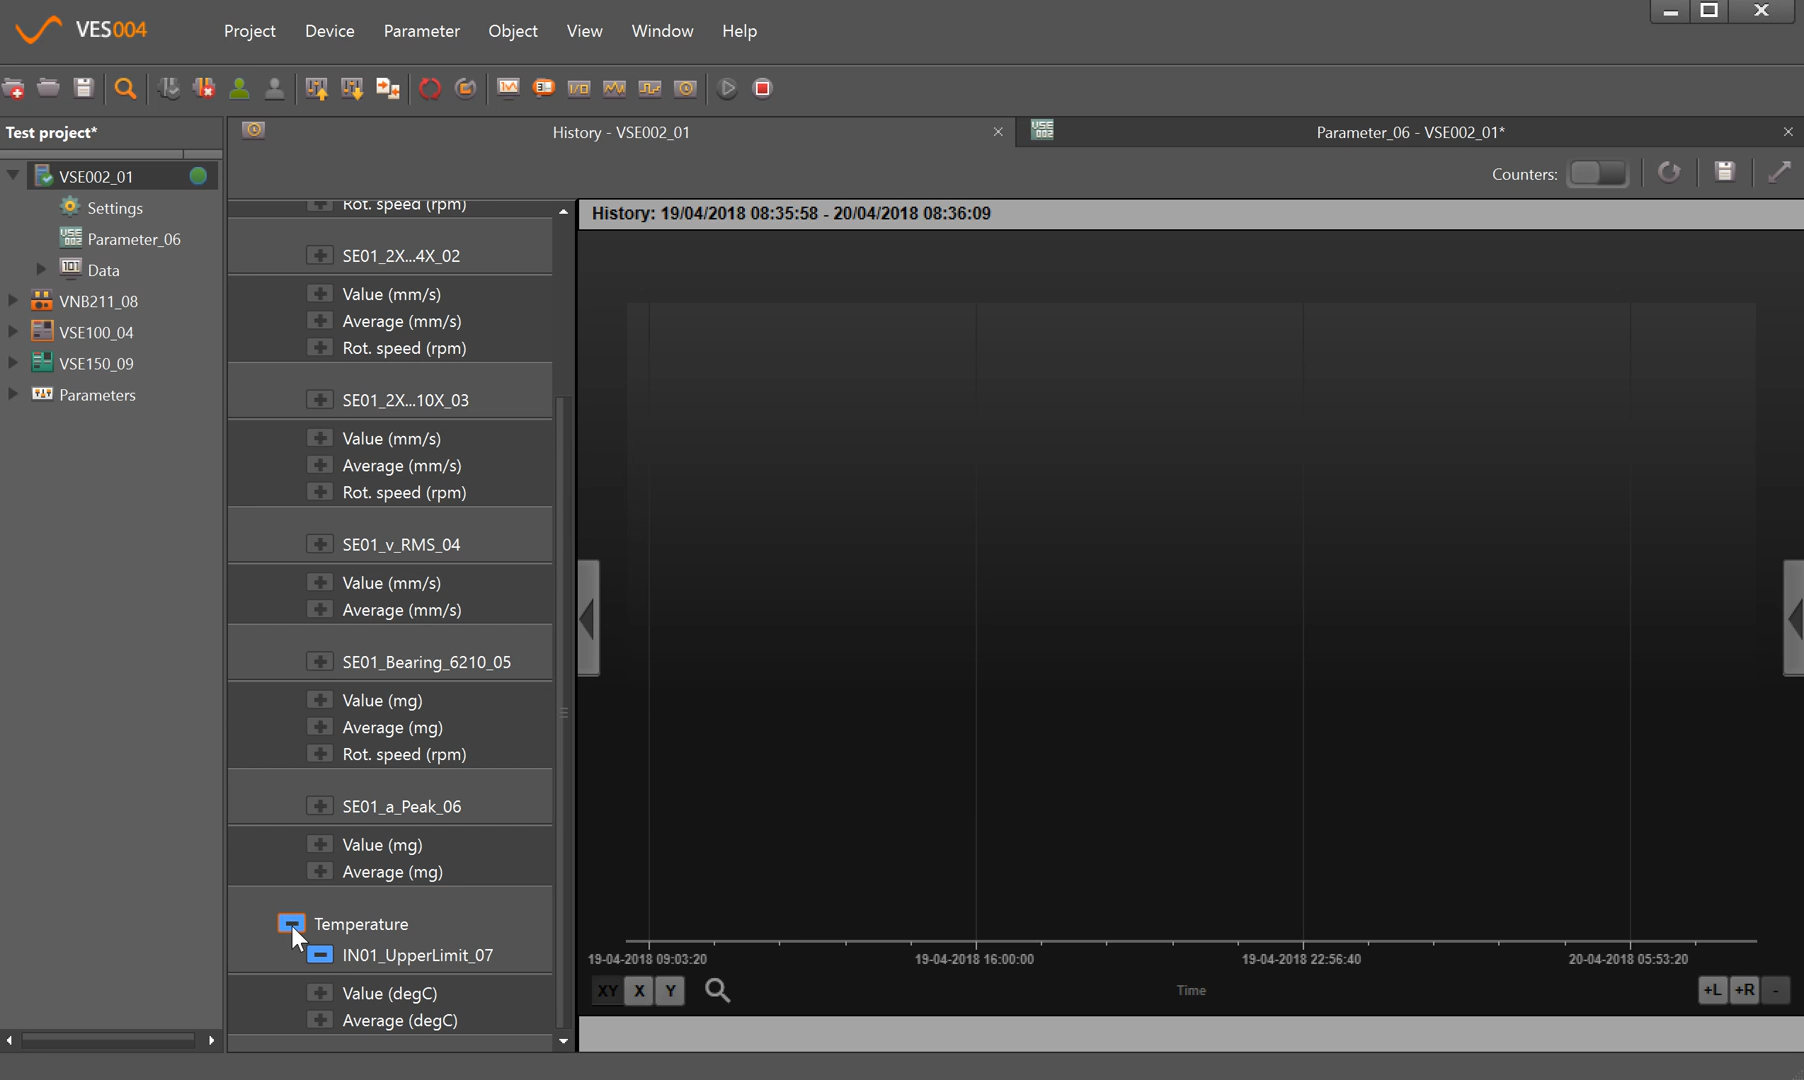 VES004
Project Device Parameter Object View Window Help
Test project*
History - VSE002_01
Parameter_06 - VSE002_01*
VSE002_01
Settings
Parameter_06
Data
VNB211_08
VSE100_04
VSE150_09
Parameters
Counters:
Rot. speed (rpm)
SE01_2X...4X_02
Value (mm/s)
Average (mm/s)
Rot. speed (rpm)
SE01_2X...10X_03
Value (mm/s)
Average (mm/s)
Rot. speed (rpm)
SE01_v_RMS_04
Value (mm/s)
Average (mm/s)
SE01_Bearing_6210_05
Value (mg)
Average (mg)
Rot. speed (rpm)
SE01_a_Peak_06
Value (mg)
Average (mg)
Temperature
IN01_UpperLimit_07
Value (degC)
Average (degC)
History: 19/04/2018 08:35:58 - 20/04/2018 08:36:09
19-04-2018 09:03:20 19-04-2018 16:00:00 19-04-2018 22:56:40 20-04-2018 05:53:20
XY X Y Time +L +R -